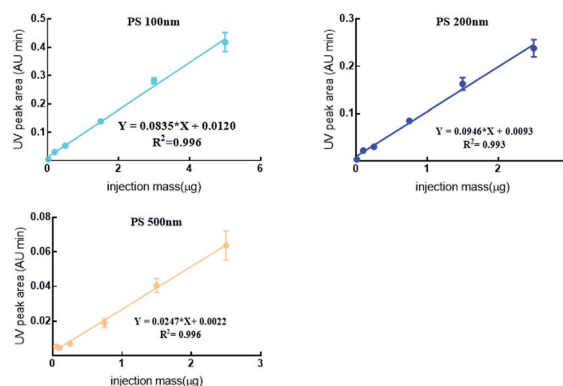 PS 100nm
UV peak area (AU min)
0.5
0.4
0.3
0.2
0.1
Y = 0.0835*X + 0.0120
R²=0.996
0 2 4 6
injection mass(μg)
PS 200nm
UV peak area (AU min)
0.3
0.2
0.1
Y = 0.0946*X + 0.0093
R²= 0.993
0 1 2
injection mass(μg)
PS 500nm
UV peak area (AU min)
0.08
0.06
0.04
0.02
Y = 0.0247*X+ 0.0022
R²= 0.996
0 1 2 3
injection mass(μg)